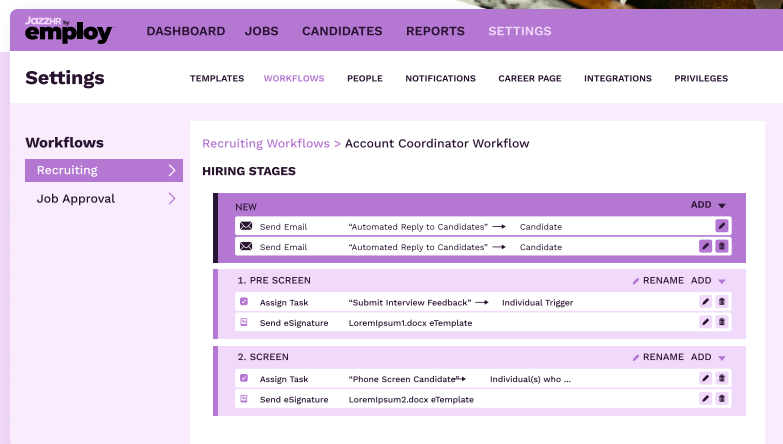 JazzHR by
employ
DASHBOARD JOBS CANDIDATES REPORTS SETTINGS
Settings
TEMPLATES WORKFLOWS PEOPLE NOTIFICATIONS CAREER PAGE INTEGRATIONS PRIVILEGES
Workflows
Recruiting
Job Approval
Recruiting Workflows > Account Coordinator Workflow
HIRING STAGES
NEW ADD
Send Email “Automated Reply to Candidates” → Candidate
Send Email “Automated Reply to Candidates” → Candidate
1. PRE SCREEN RENAME ADD
Assign Task “Submit Interview Feedback” → Individual Trigger
Send eSignature LoremIpsum1.docx eTemplate
2. SCREEN RENAME ADD
Assign Task “Phone Screen Candidate” → Individual(s) who ...
Send eSignature LoremIpsum2.docx eTemplate